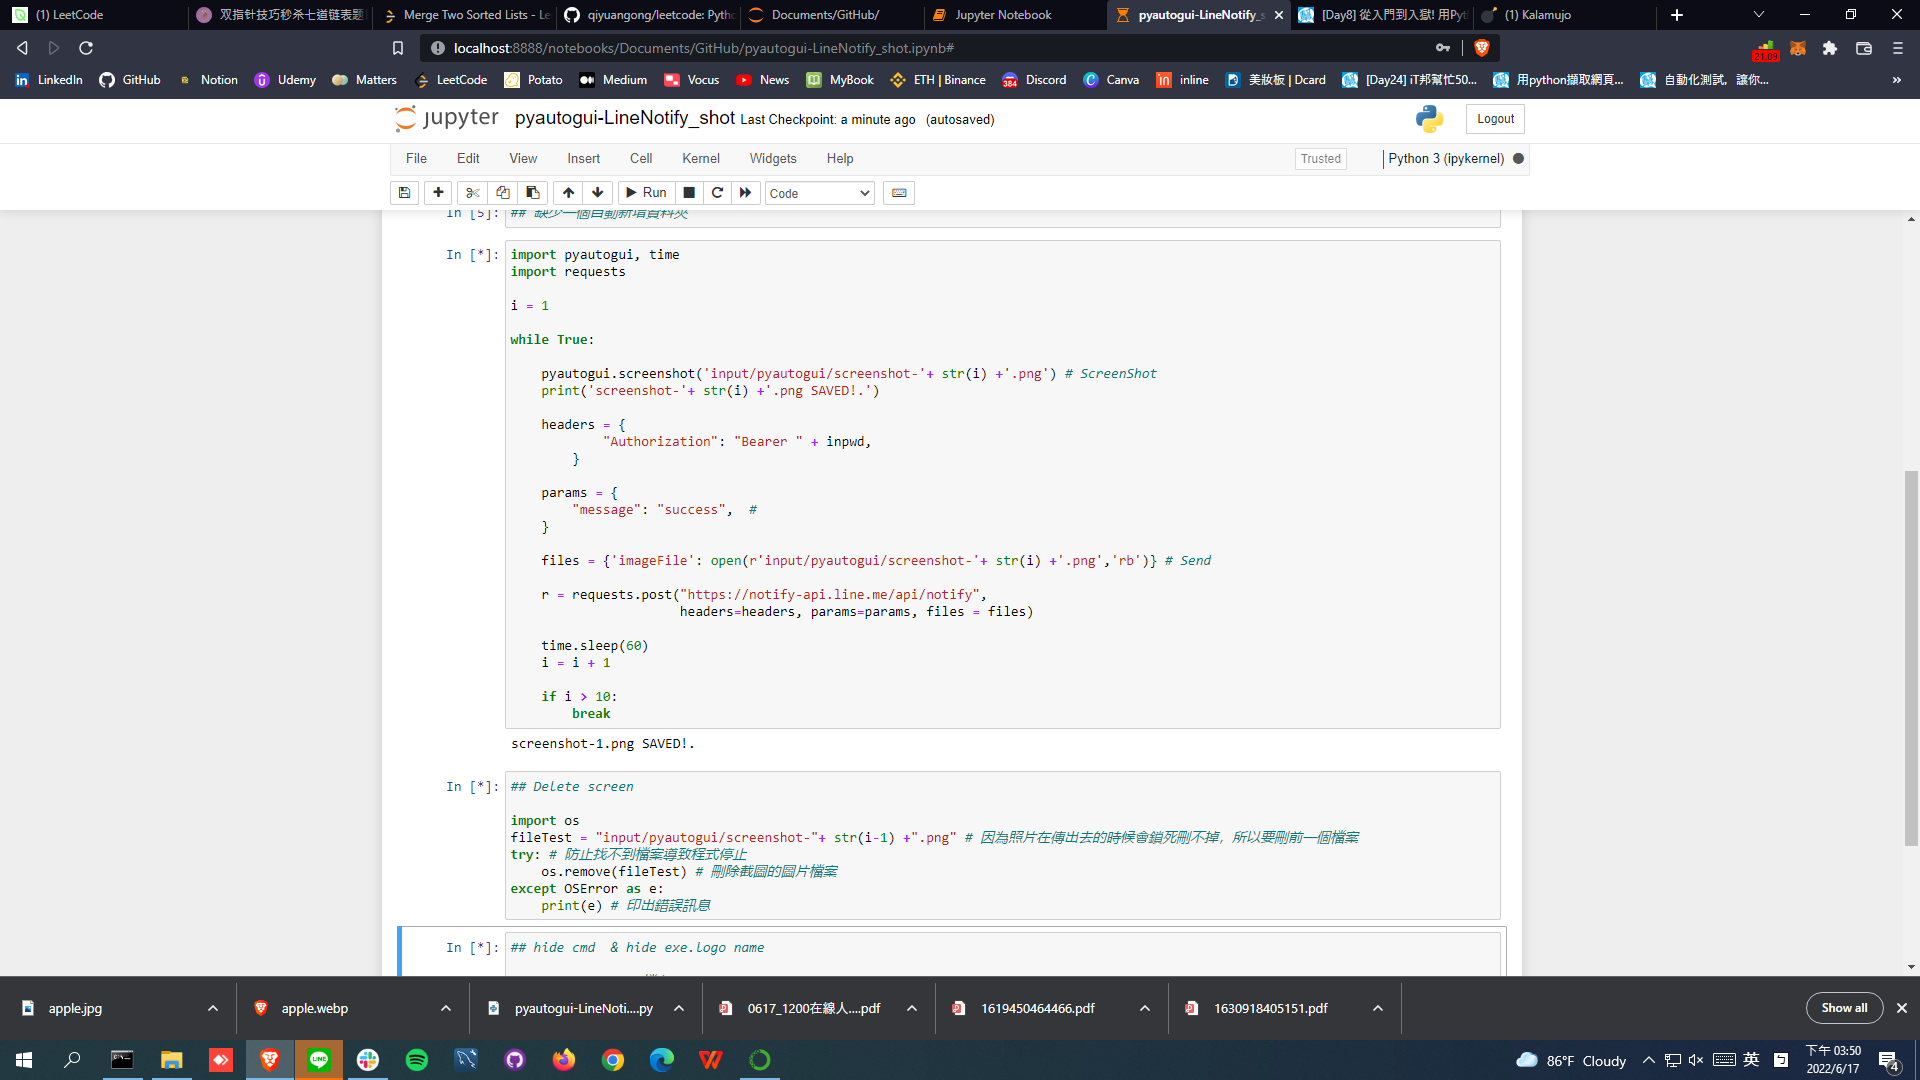 (1) LeetCode
双指针技巧秒杀七道链表题
Merge Two Sorted Lists - Le
qiyuangong/leetcode: Pytho
Documents/GitHub/
Jupyter Notebook
pyautogui-LineNotify_s
[Day8] 從入門到入獄! 用Pyt
(1) Kalamujo
localhost:8888/notebooks/Documents/GitHub/pyautogui-LineNotify_shot.ipynb#
LinkedIn
GitHub
Notion
Udemy
Matters
LeetCode
Potato
Medium
Vocus
News
MyBook
ETH | Binance
384
Discord
Canva
inline
美妝板 | Dcard
[Day24] iT邦幫忙50...
用python擷取網頁...
自動化測試，讓你...
»
jupyter pyautogui-LineNotify_shot Last Checkpoint: a minute ago (autosaved)
Logout
File Edit View Insert Cell Kernel Widgets Help
Trusted
Python 3 (ipykernel)
Run
Code
In [5]: ## 缺少一個自動新增資料夾
In [*]: import pyautogui, time
import requests
i = 1
while True:
pyautogui.screenshot('input/pyautogui/screenshot-'+ str(i) +'.png') # ScreenShot
print('screenshot-'+ str(i) +'.png SAVED!.')
headers = {
"Authorization": "Bearer " + inpwd,
}
params = {
"message": "success",  #
}
files = {'imageFile': open(r'input/pyautogui/screenshot-'+ str(i) +'.png','rb')} # Send
r = requests.post("https://notify-api.line.me/api/notify",
headers=headers, params=params, files = files)
time.sleep(60)
i = i + 1
if i > 10:
break
screenshot-1.png SAVED!.
In [*]: ## Delete screen
import os
fileTest = "input/pyautogui/screenshot-"+ str(i-1) +".png" # 因為照片在傳出去的時候會鎖死刪不掉，所以要刪前一個檔案
try: # 防止找不到檔案導致程式停止
os.remove(fileTest) # 刪除截圖的圖片檔案
except OSError as e:
print(e) # 印出錯誤訊息
In [*]: ## hide cmd  & hide exe.logo name
apple.jpg
apple.webp
pyautogui-LineNoti....py
0617_1200在線人....pdf
1619450464466.pdf
1630918405151.pdf
Show all
LINE
86°F Cloudy
英
下午 03:50
2022/6/17
4